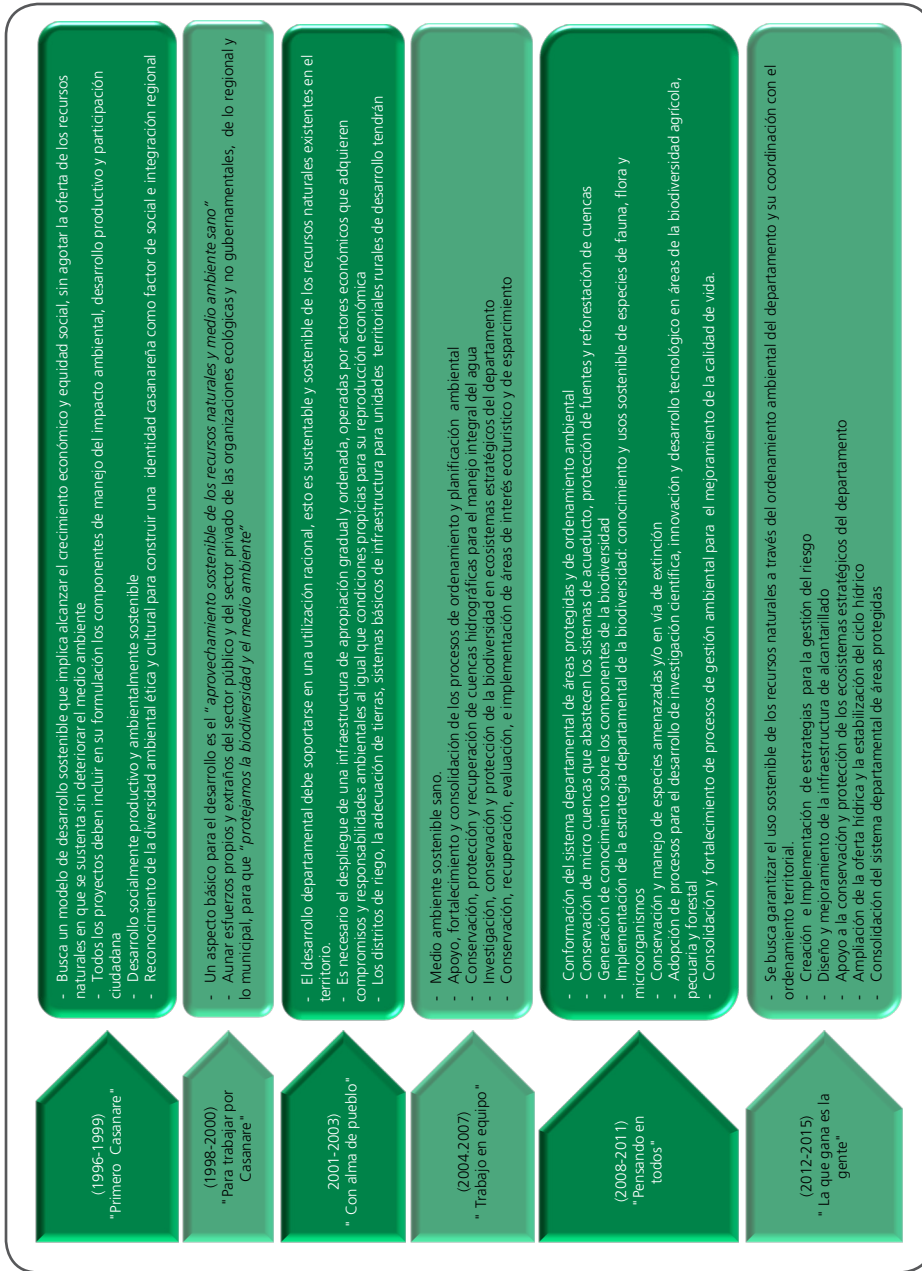 (1996-1999)
"Primero Casanare"
- Busca un modelo de desarrollo sostenible que implica alcanzar el crecimiento económico y equidad social, sin agotar la oferta de los recursos
naturales en que se sustenta sin deteriorar el medio ambiente
- Todos los proyectos deben incluir en su formulación los componentes de manejo del impacto ambiental, desarrollo productivo y participación
ciudadana
- Desarrollo socialmente productivo y ambientalmente sostenible
- Reconocimiento de la diversidad ambiental ética y cultural para construir una identidad casanareña como factor de social e integración regional
(1998-2000)
"Para trabajar por
Casanare"
- Un aspecto básico para el desarrollo es el "aprovechamiento sostenible de los recursos naturales y medio ambiente sano"
- Aunar esfuerzos propios y extraños del sector público y del sector privado de las organizaciones ecológicas y no gubernamentales, de lo regional y
lo municipal, para que "protejamos la biodiversidad y el medio ambiente"
2001-2003)
" Con alma de pueblo"
- El desarrollo departamental debe soportarse en una utilización racional, esto es sustentable y sostenible de los recursos naturales existentes en el
territorio.
- Es necesario el despliegue de una infraestructura de apropiación gradual y ordenada, operadas por actores económicos que adquieren
compromisos y responsabilidades ambientales al igual que condiciones propicias para su reproducción económica
- Los distritos de riego, la adecuación de tierras, sistemas básicos de infraestructura para unidades territoriales rurales de desarrollo tendrán
(2004.2007)
" Trabajo en equipo"
- Medio ambiente sostenible sano.
- Apoyo, fortalecimiento y consolidación de los procesos de ordenamiento y planificación ambiental
- Conservación, protección y recuperación de cuencas hidrográficas para el manejo integral del agua
- Investigación, conservación y protección de la biodiversidad en ecosistemas estratégicos del departamento
- Conservación, recuperación, evaluación, e implementación de áreas de interés ecoturistico y de esparcimiento
(2008-2011)
"Pensando en
todos"
- Conformación del sistema departamental de áreas protegidas y de ordenamiento ambiental
- Conservación de micro cuencas que abastecen los sistemas de acueducto, protección de fuentes y reforestación de cuencas
- Generación de conocimiento sobre los componentes de la biodiversidad
- Implementación de la estrategia departamental de la biodiversidad: conocimiento y usos sostenible de especies de fauna, flora y
microorganismos
- Conservación y manejo de especies amenazadas y/o en vía de extinción
- Adopción de procesos para el desarrollo de investigación científica, innovación y desarrollo tecnológico en áreas de la biodiversidad agrícola,
pecuaria y forestal
- Consolidación y fortalecimiento de procesos de gestión ambiental para el mejoramiento de la calidad de vida.
(2012-2015)
" La que gana es la
gente"
- Se busca garantizar el uso sostenible de los recursos naturales a través del ordenamiento ambiental del departamento y su coordinación con el
ordenamiento territorial.
- Creación e Implementación de estrategias para la gestión del riesgo
- Diseño y mejoramiento de la infraestructura de alcantarillado
- Apoyo a la conservación y protección de los ecosistemas estratégicos del departamento
- Ampliación de la oferta hídrica y la estabilización del ciclo hídrico
- Consolidación del sistema departamental de áreas protegidas